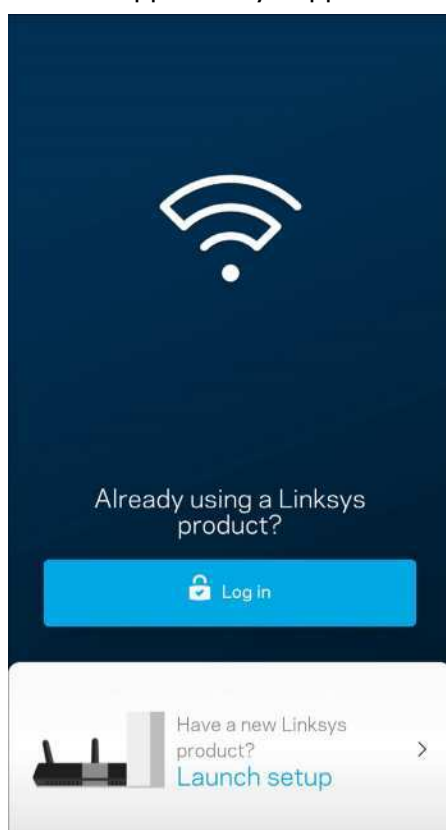 Already using a Linksys
product?
Log in
Have a new Linksys
product?
Launch setup